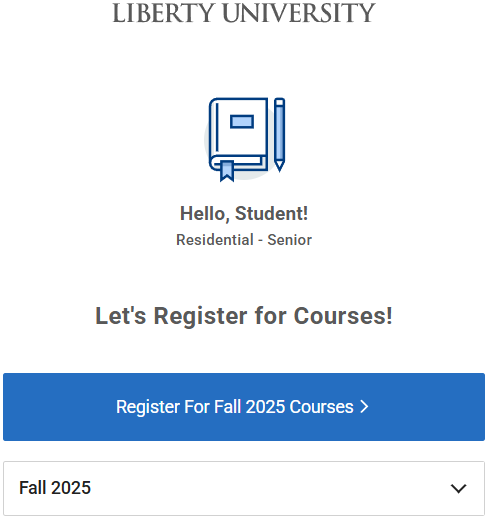 LIBERTY UNIVERSITY
Hello, Student!
Residential - Senior
Let's Register for Courses!
Register For Fall 2025 Courses
Fall 2025